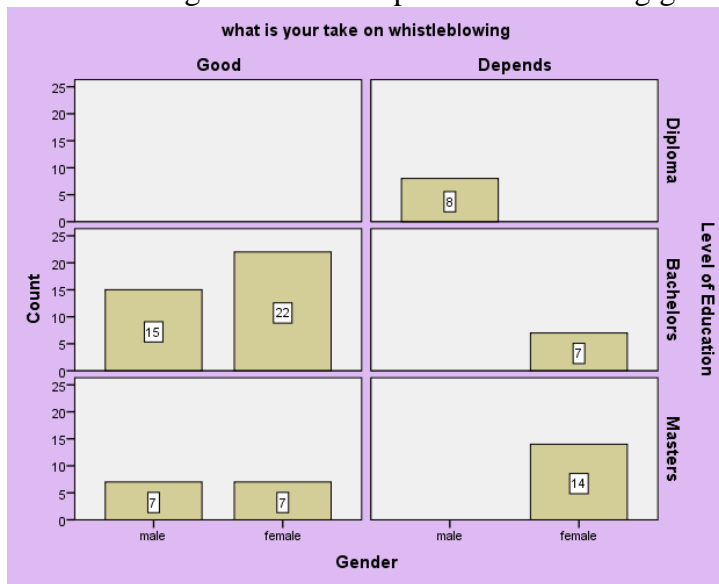 what is your take on whistleblowing
Good
Depends
25
20
15
10
5
0
8
Diploma
25
20
15
10
5
0
15
22
7
Bachelors
25
20
15
10
5
0
7
7
14
Masters
Count
Level of Education
male
female
male
female
Gender